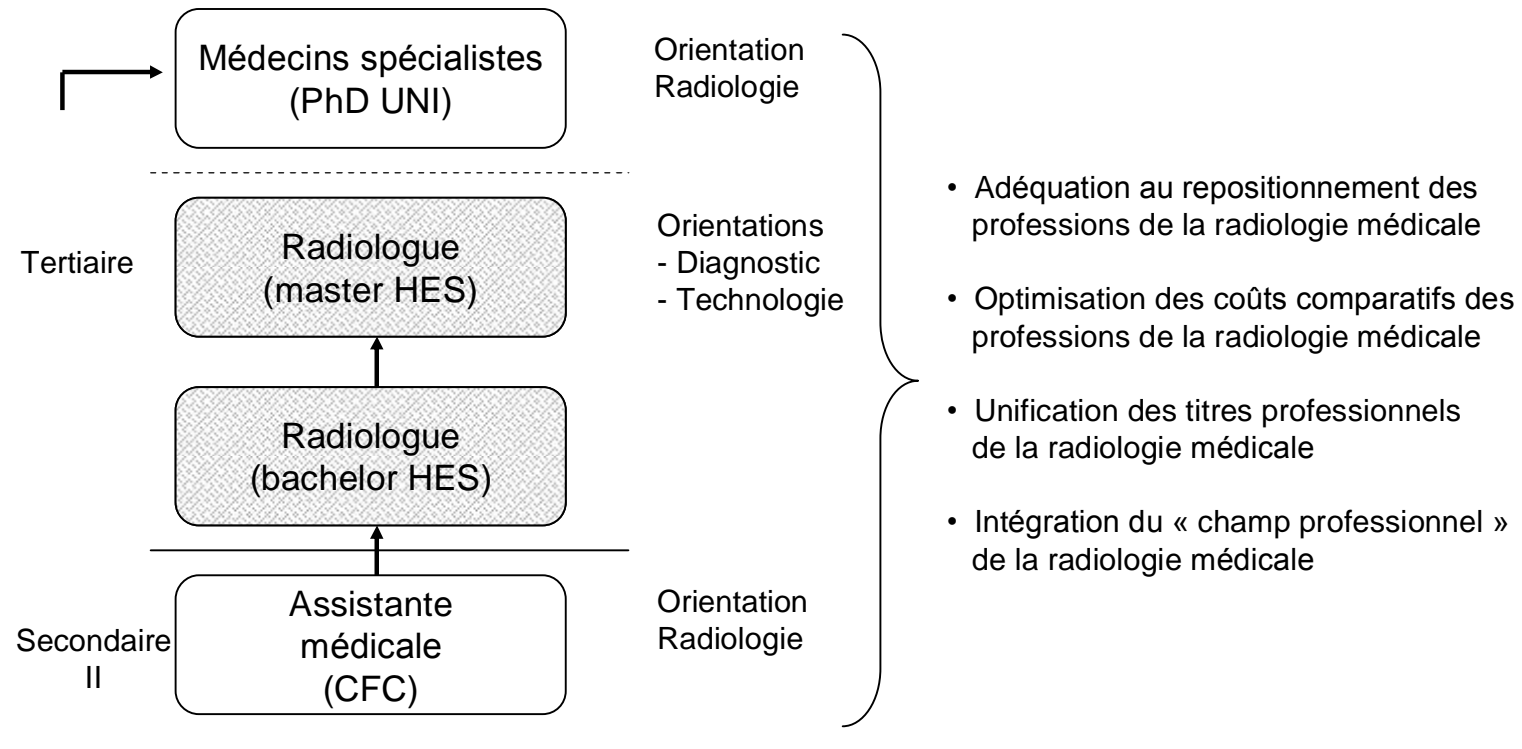 Médecins spécialistes
(PhD UNI)
Orientation
Radiologie
Tertiaire
Radiologue
(master HES)
Orientations
- Diagnostic
- Technologie
Radiologue
(bachelor HES)
Secondaire
II
Assistante
médicale
(CFC)
Orientation
Radiologie
• Adéquation au repositionnement des
professions de la radiologie médicale
• Optimisation des coûts comparatifs des
professions de la radiologie médicale
• Unification des titres professionnels
de la radiologie médicale
• Intégration du « champ professionnel »
de la radiologie médicale